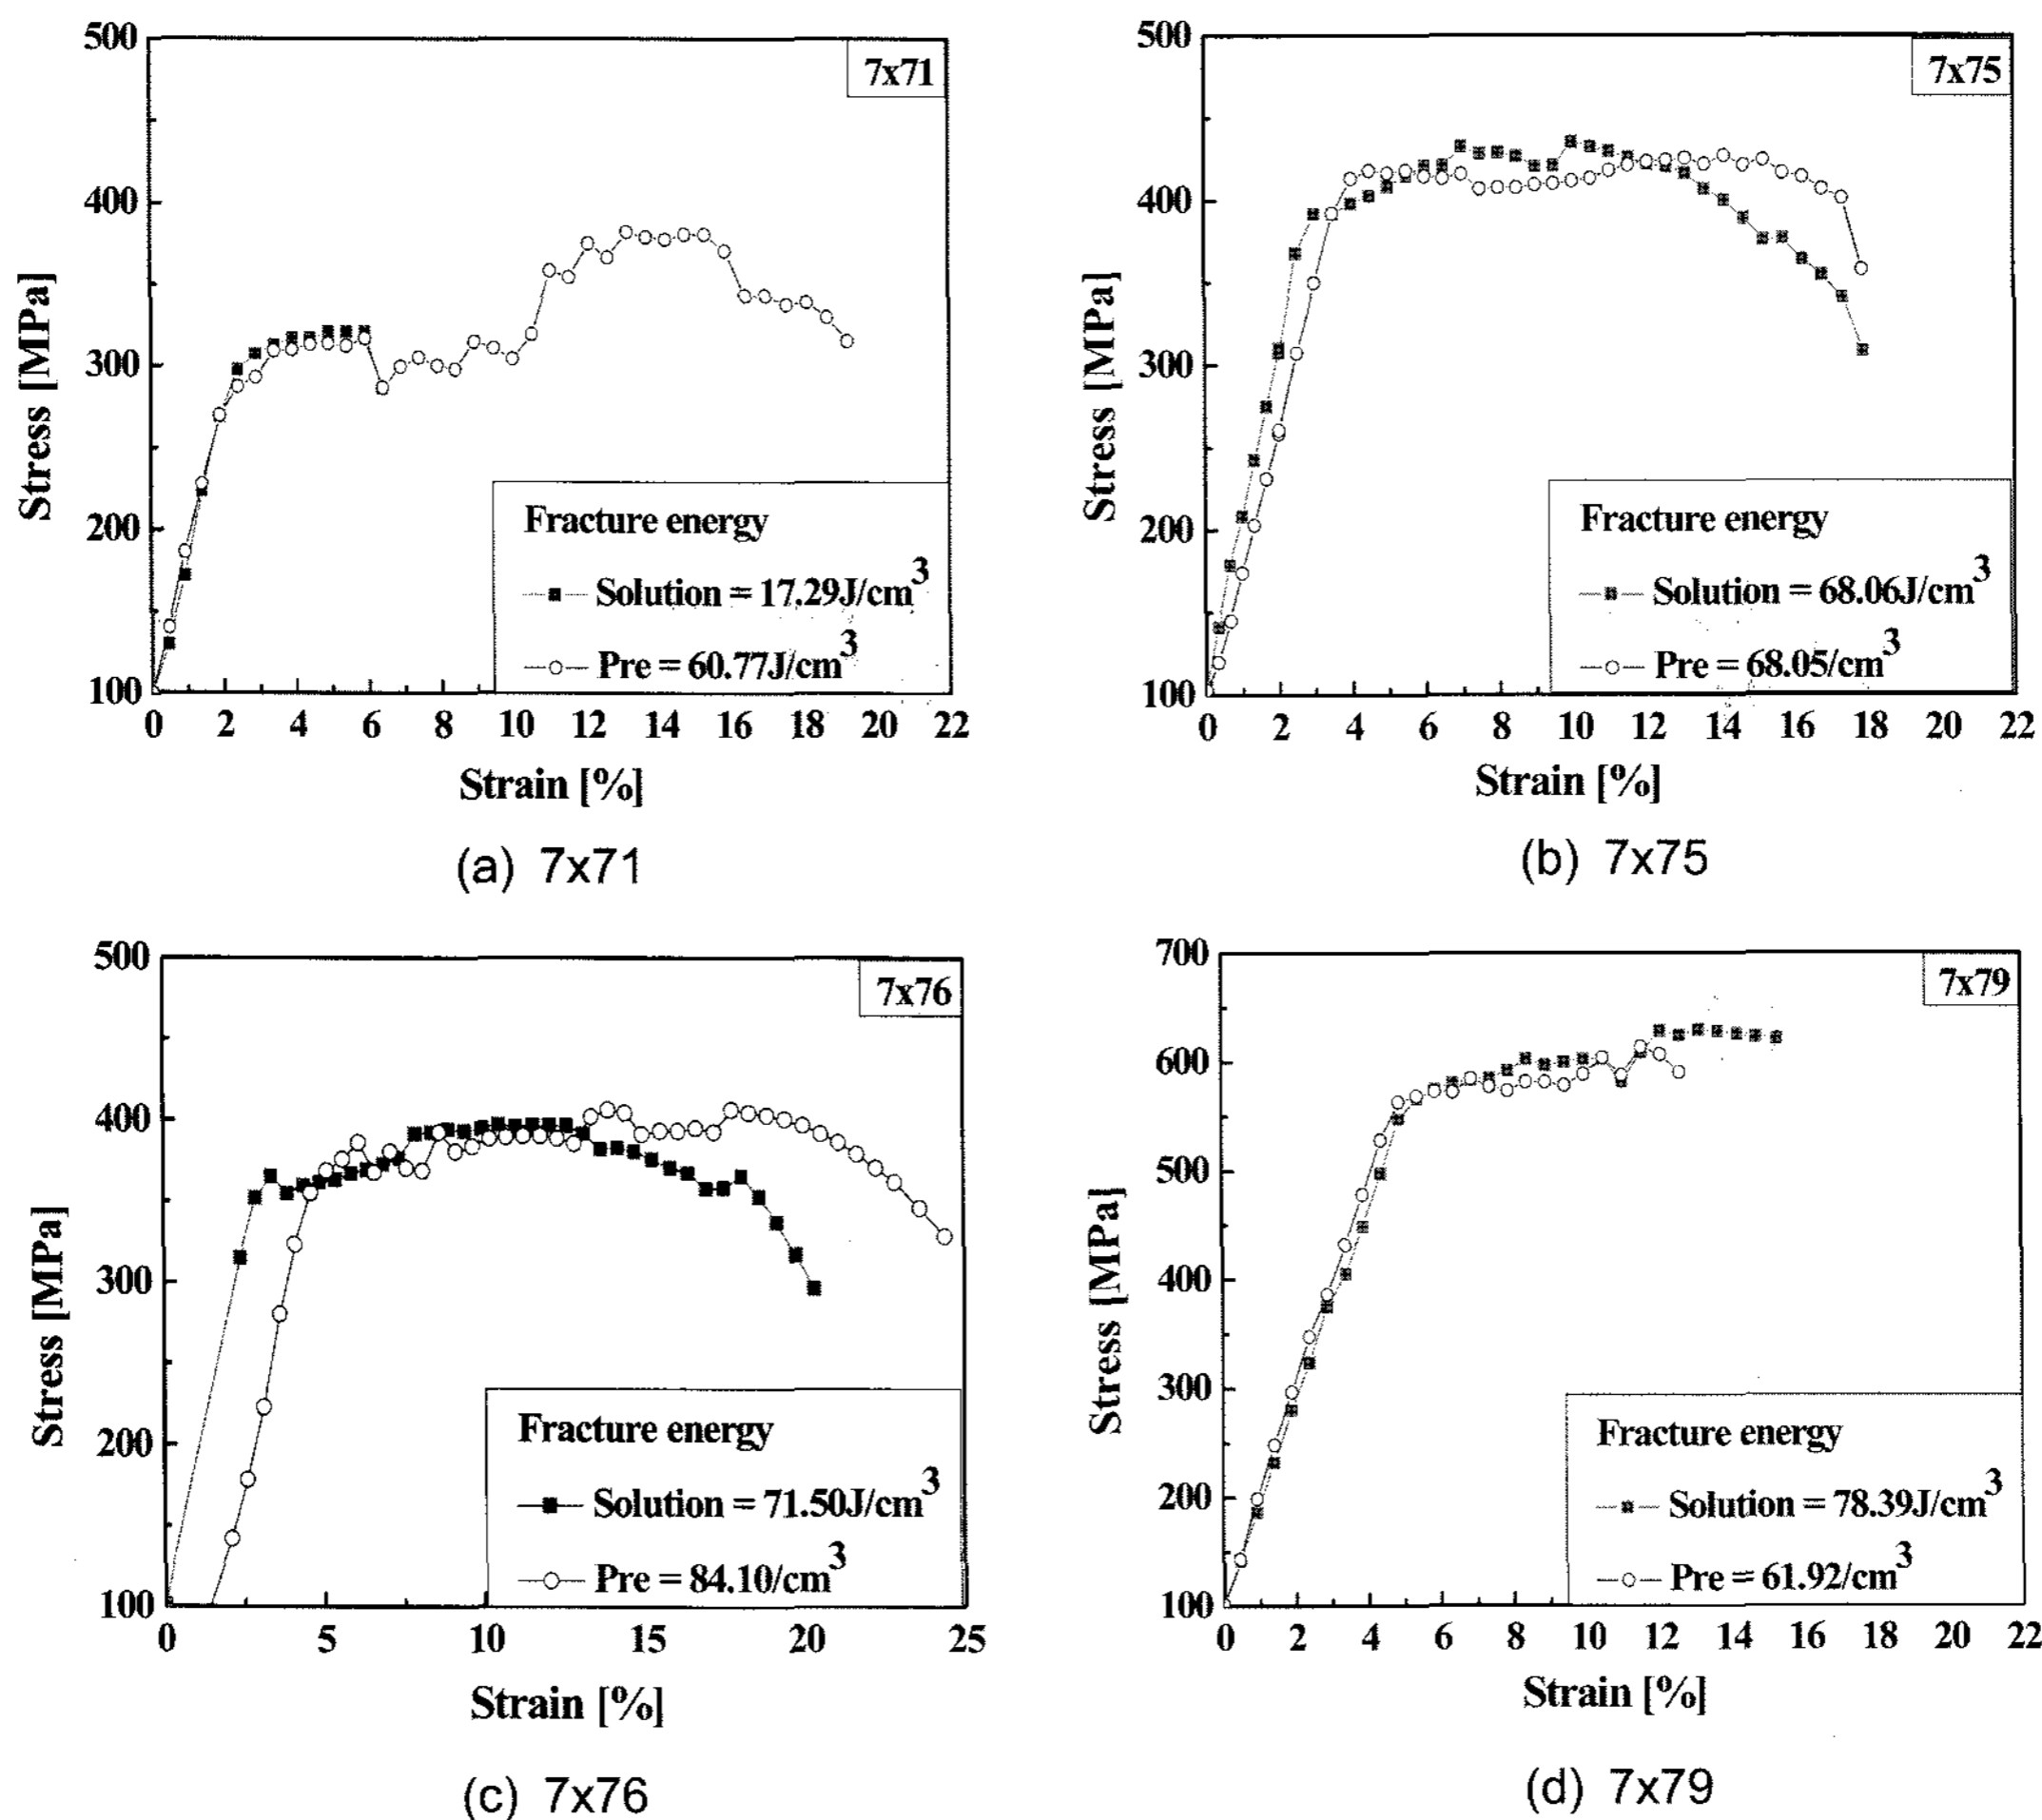 7x71
500
400
300
200
100
Stress [MPa]
Fracture energy
Solution = 17.29J/cm³
Pre = 60.77J/cm³
0 2 4 6 8 10 12 14 16 18 20 22
Strain [%]
(a) 7x71
7x75
500
400
300
200
100
Stress [MPa]
Fracture energy
Solution = 68.06J/cm³
Pre = 68.05/cm³
0 2 4 6 8 10 12 14 16 18 20 22
Strain [%]
(b) 7x75
7x76
500
400
300
200
100
Stress [MPa]
Fracture energy
Solution = 71.50J/cm³
Pre = 84.10/cm³
0 5 10 15 20 25
Strain [%]
(c) 7x76
7x79
700
600
500
400
300
200
100
Stress [MPa]
Fracture energy
Solution = 78.39J/cm³
Pre = 61.92/cm³
0 2 4 6 8 10 12 14 16 18 20 22
Strain [%]
(d) 7x79